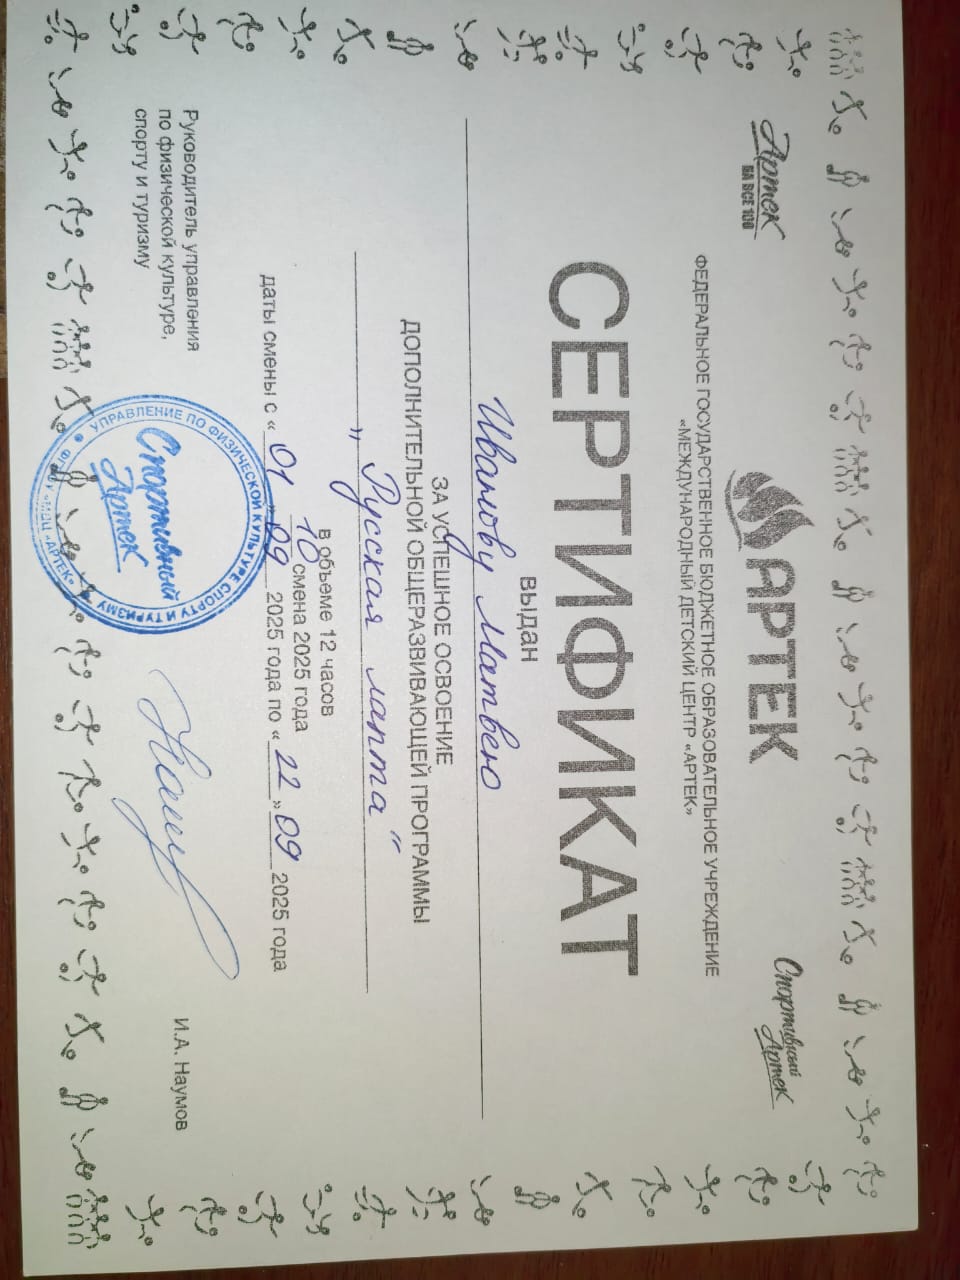 Артек
НА ВСЕ 100
АРТЕК
Спортивный
Артек
ФЕДЕРАЛЬНОЕ ГОСУДАРСТВЕННОЕ БЮДЖЕТНОЕ ОБРАЗОВАТЕЛЬНОЕ УЧРЕЖДЕНИЕ
«МЕЖДУНАРОДНЫЙ ДЕТСКИЙ ЦЕНТР «АРТЕК»
СЕРТИФИКАТ
выдан
Иванову Матвею
ЗА УСПЕШНОЕ ОСВОЕНИЕ
ДОПОЛНИТЕЛЬНОЙ ОБЩЕРАЗВИВАЮЩЕЙ ПРОГРАММЫ
„Русская лапта“
в объеме 12 часов
10 смена 2025 года
даты смены с «01» 09 2025 года по «22» 09 2025 года
Руководитель управления
по физической культуре,
спорту и туризму
И.А. Наумов
УПРАВЛЕНИЕ ПО ФИЗИЧЕСКОЙ КУЛЬТУРЕ, СПОРТУ И ТУРИЗМУ
«МДЦ «АРТЕК»
Спортивный
Артек